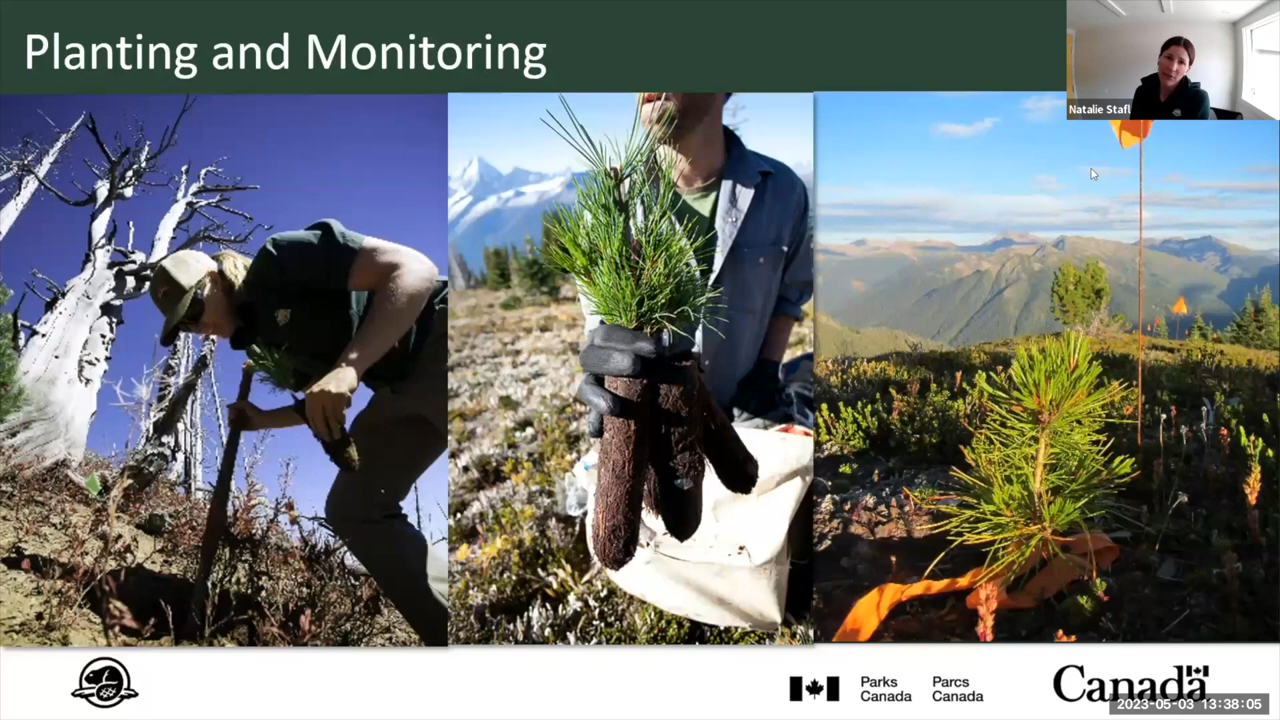 Planting and Monitoring
Natalie Stafl
Parks Canada
Parcs Canada
Canada
2023-05-03 13:38:05